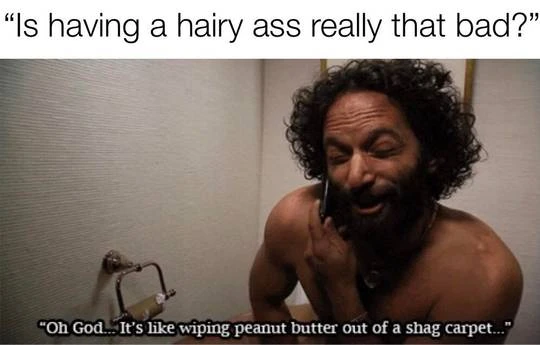 “Is having a hairy ass really that bad?”
"Oh God... It's like wiping peanut butter out of a shag carpet..."